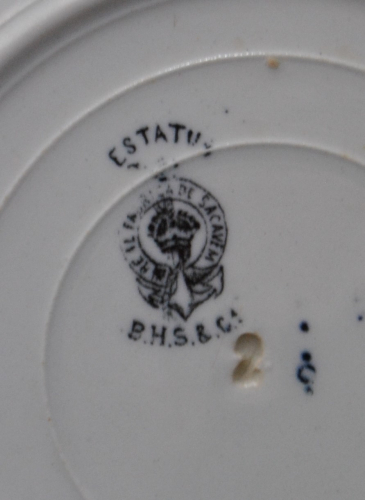 ESTATU
REAL FABRICA DE SACAVEM
B.H.S. & Cª
2